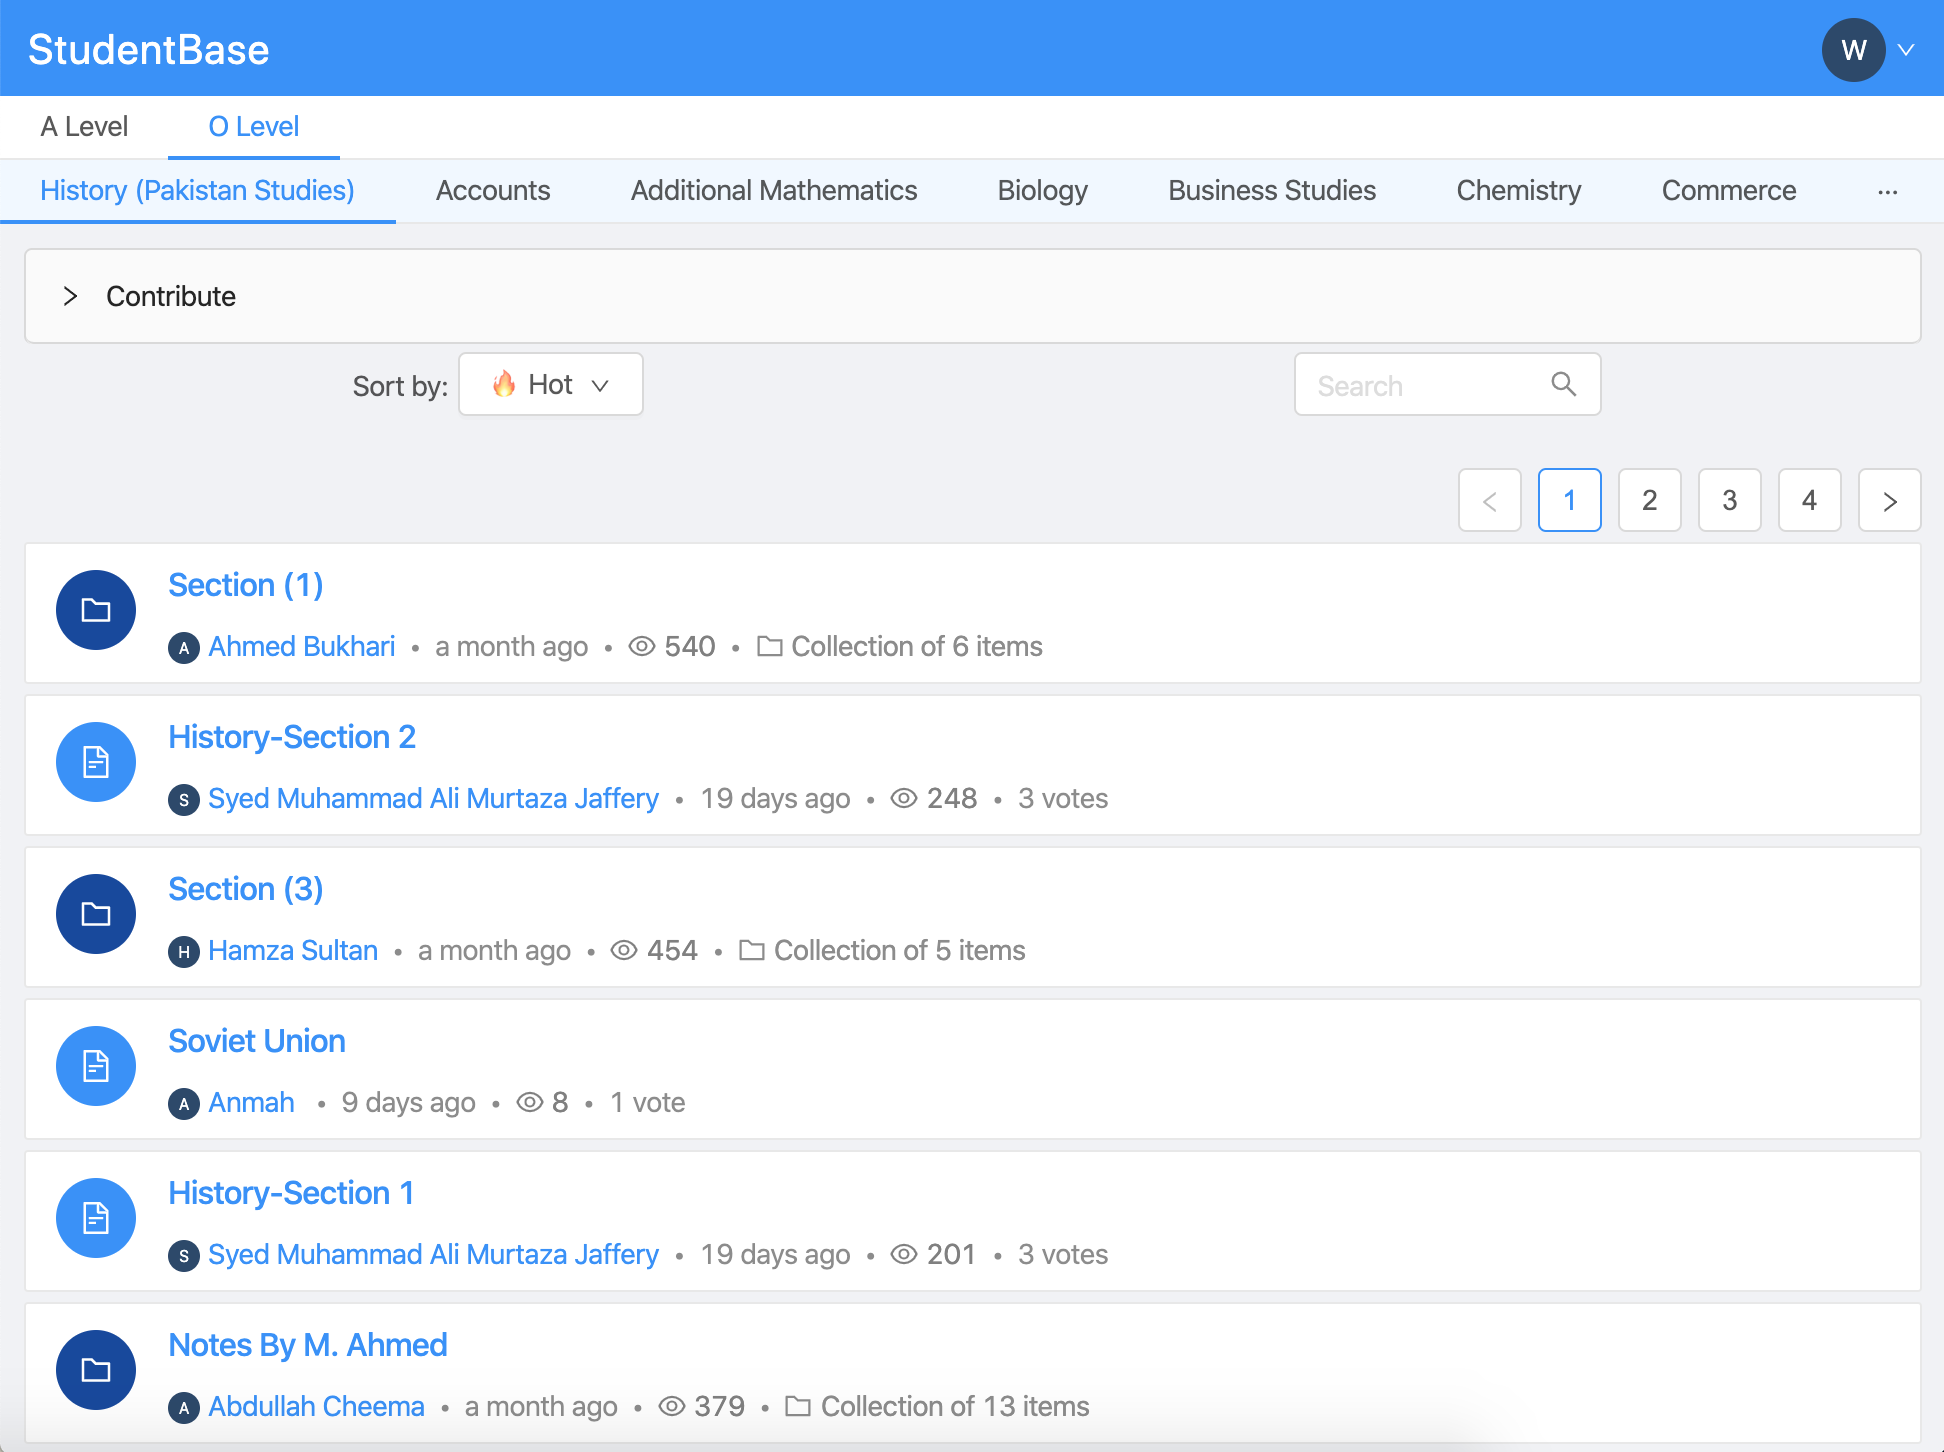 StudentBase
W
A Level O Level
History (Pakistan Studies) Accounts Additional Mathematics Biology Business Studies Chemistry Commerce ...
> Contribute
Sort by: 🔥 Hot Search
< 1 2 3 4 >
Section (1)
A Ahmed Bukhari • a month ago • 540 • Collection of 6 items
History-Section 2
S Syed Muhammad Ali Murtaza Jaffery • 19 days ago • 248 • 3 votes
Section (3)
H Hamza Sultan • a month ago • 454 • Collection of 5 items
Soviet Union
A Anmah • 9 days ago • 8 • 1 vote
History-Section 1
S Syed Muhammad Ali Murtaza Jaffery • 19 days ago • 201 • 3 votes
Notes By M. Ahmed
A Abdullah Cheema • a month ago • 379 • Collection of 13 items